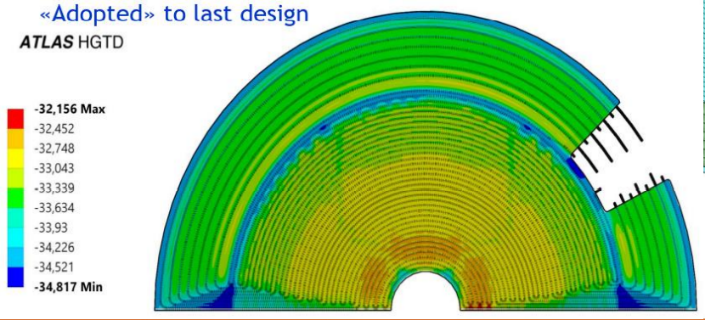 «Adopted» to last design
ATLAS HGTD
-32,156 Max
-32,452
-32,748
-33,043
-33,339
-33,634
-33,93
-34,226
-34,521
-34,817 Min